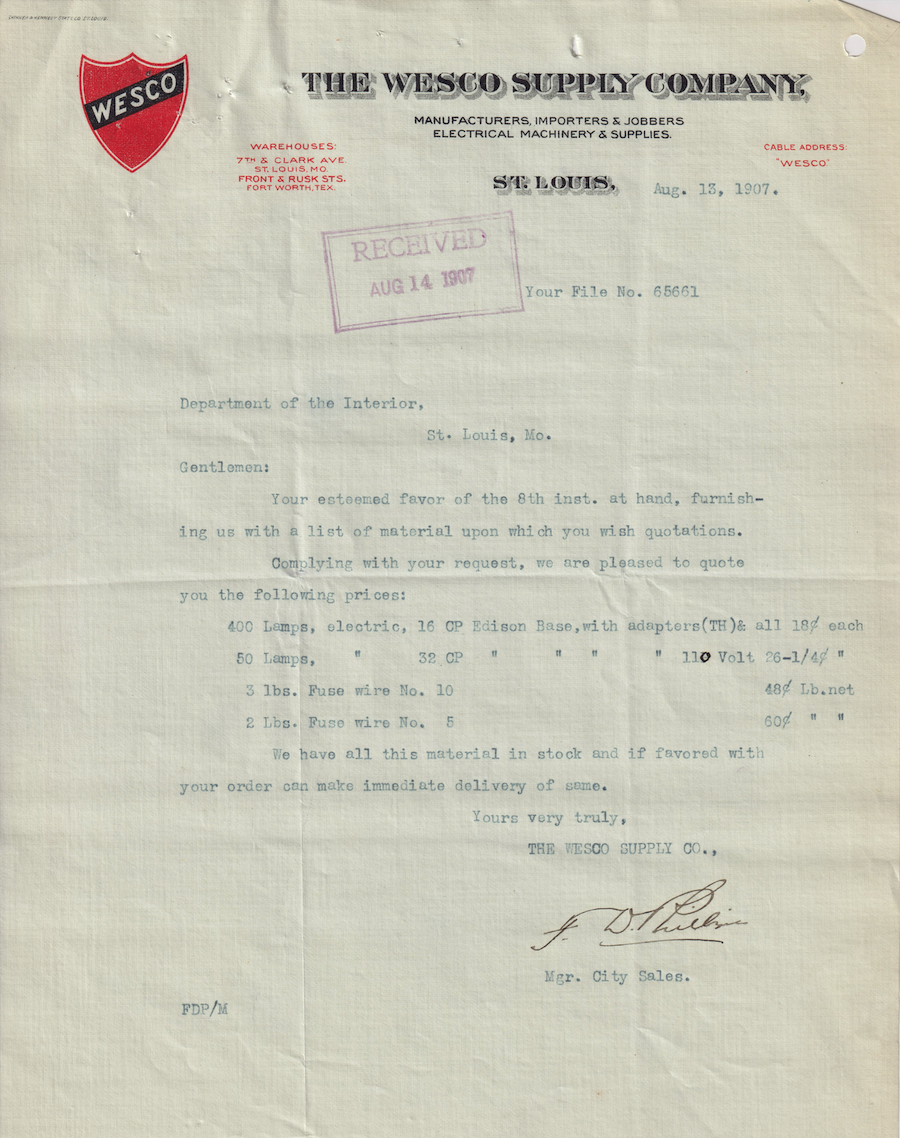 WESCO
THE WESCO SUPPLY COMPANY,
MANUFACTURERS, IMPORTERS & JOBBERS
ELECTRICAL MACHINERY & SUPPLIES.
WAREHOUSES:
7TH & CLARK AVE.
ST. LOUIS, MO.
FRONT & RUSK STS.
FORT WORTH, TEX.
CABLE ADDRESS:
"WESCO"
ST. LOUIS, Aug. 13, 1907.
RECEIVED
AUG 14 1907
Your File No. 65661
Department of the Interior,
St. Louis, Mo.
Gentlemen:
Your esteemed favor of the 8th inst. at hand, furnish-
ing us with a list of material upon which you wish quotations.
Complying with your request, we are pleased to quote
you the following prices:
400 Lamps, electric, 16 CP Edison Base,with adapters(TH)& all 18¢ each
50 Lamps, " 32 CP " " " " 110 Volt 26-1/4¢ "
3 lbs. Fuse wire No. 10 48¢ Lb.net
2 Lbs. Fuse wire No. 5 60¢ " "
We have all this material in stock and if favored with
your order can make immediate delivery of same.
Yours very truly,
THE WESCO SUPPLY CO.,
F. D. Phillips
Mgr. City Sales.
FDP/M